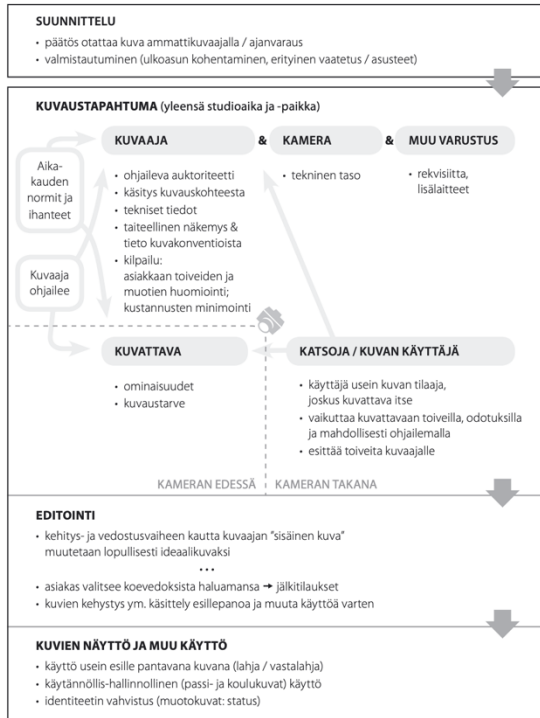 SUUNNITTELU
• päätös otattaa kuva ammattikuvaajalla / ajanvaraus
• valmistautuminen (ulkoasun kohentaminen, erityinen vaatetus / asusteet)
KUVAUSTAPAHTUMA (yleensä studioaika ja -paikka)
KUVAAJA & KAMERA & MUU VARUSTUS
Aika-
kauden
normit ja
ihanteet
Kuvaaja
ohjailee
• ohjaileva auktoriteetti
• käsitys kuvauskohteesta
• tekniset tiedot
• taiteellinen näkemys &
tieto kuvakonventioista
• kilpailu:
asiakkaan toiveiden ja
muotien huomiointi;
kustannusten minimointi
• tekninen taso
• rekvisiitta,
lisälaitteet
KUVATTAVA
• ominaisuudet
• kuvaustarve
KATSOJA / KUVAN KÄYTTÄJÄ
• käyttäjä usein kuvan tilaaja,
joskus kuvattava itse
• vaikuttaa kuvattavaan toiveilla, odotuksilla
ja mahdollisesti ohjailemalla
• esittää toiveita kuvaajalle
KAMERAN EDESSÄ KAMERAN TAKANA
EDITOINTI
• kehitys- ja vedostusvaiheen kautta kuvaajan ”sisäinen kuva”
muutetaan lopullisesti ideaalikuvaksi
•••
• asiakas valitsee koevedoksista haluamansa → jälkitilaukset
• kuvien kehystys ym. käsittely esillepanoa ja muuta käyttöä varten
KUVIEN NÄYTTÖ JA MUU KÄYTTÖ
• käyttö usein esille pantavana kuvana (lahja / vastalahja)
• käytännöllis-hallinnollinen (passi- ja koulukuvat) käyttö
• identiteetin vahvistus (muotokuvat: status)